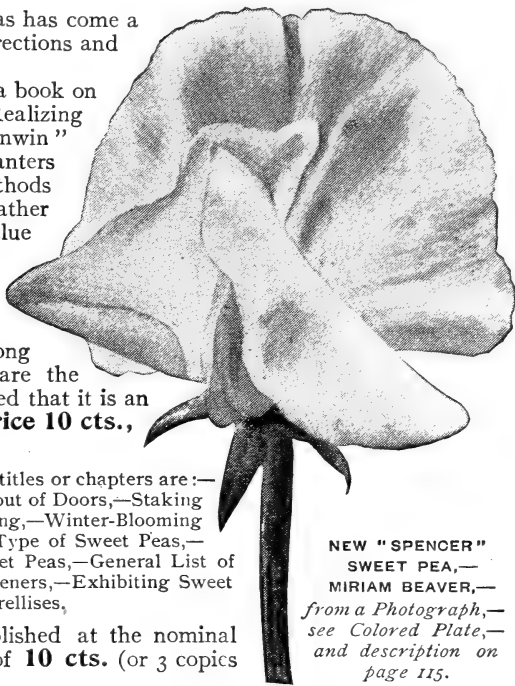 as has come a
rections and
a book on
Realizing
nwin"
anters
thods
ather
lue
ong
are the
ed that it is an
rice 10 cts.,
titles or chapters are:—
out of Doors,—Staking
ng,—Winter-Blooming
Type of Sweet Peas,—
et Peas,—General List of
eners,—Exhibiting Sweet
rellises,
lished at the nominal
of 10 cts. (or 3 copies
NEW "SPENCER"
SWEET PEA,—
MIRIAM BEAVER,—
from a Photograph,—
see Colored Plate,—
and description on
page 115.